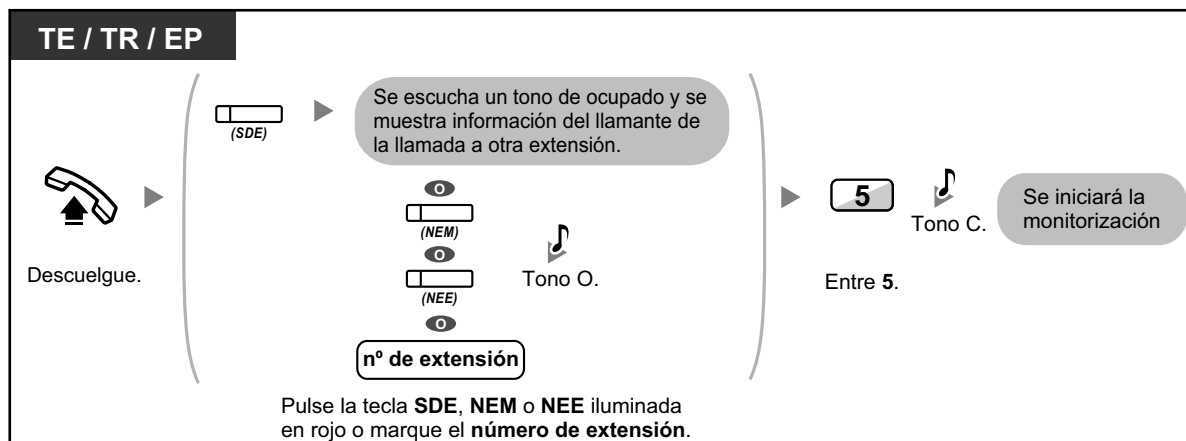 TE / TR / EP
Descuelgue.
(SDE)
Se escucha un tono de ocupado y se
muestra información del llamante de
la llamada a otra extensión.
O
(NEM)
O
(NEE)
O
nº de extensión
Tono O.
Pulse la tecla SDE, NEM o NEE iluminada
en rojo o marque el número de extensión.
5
Entre 5.
Tono C.
Se iniciará la
monitorización